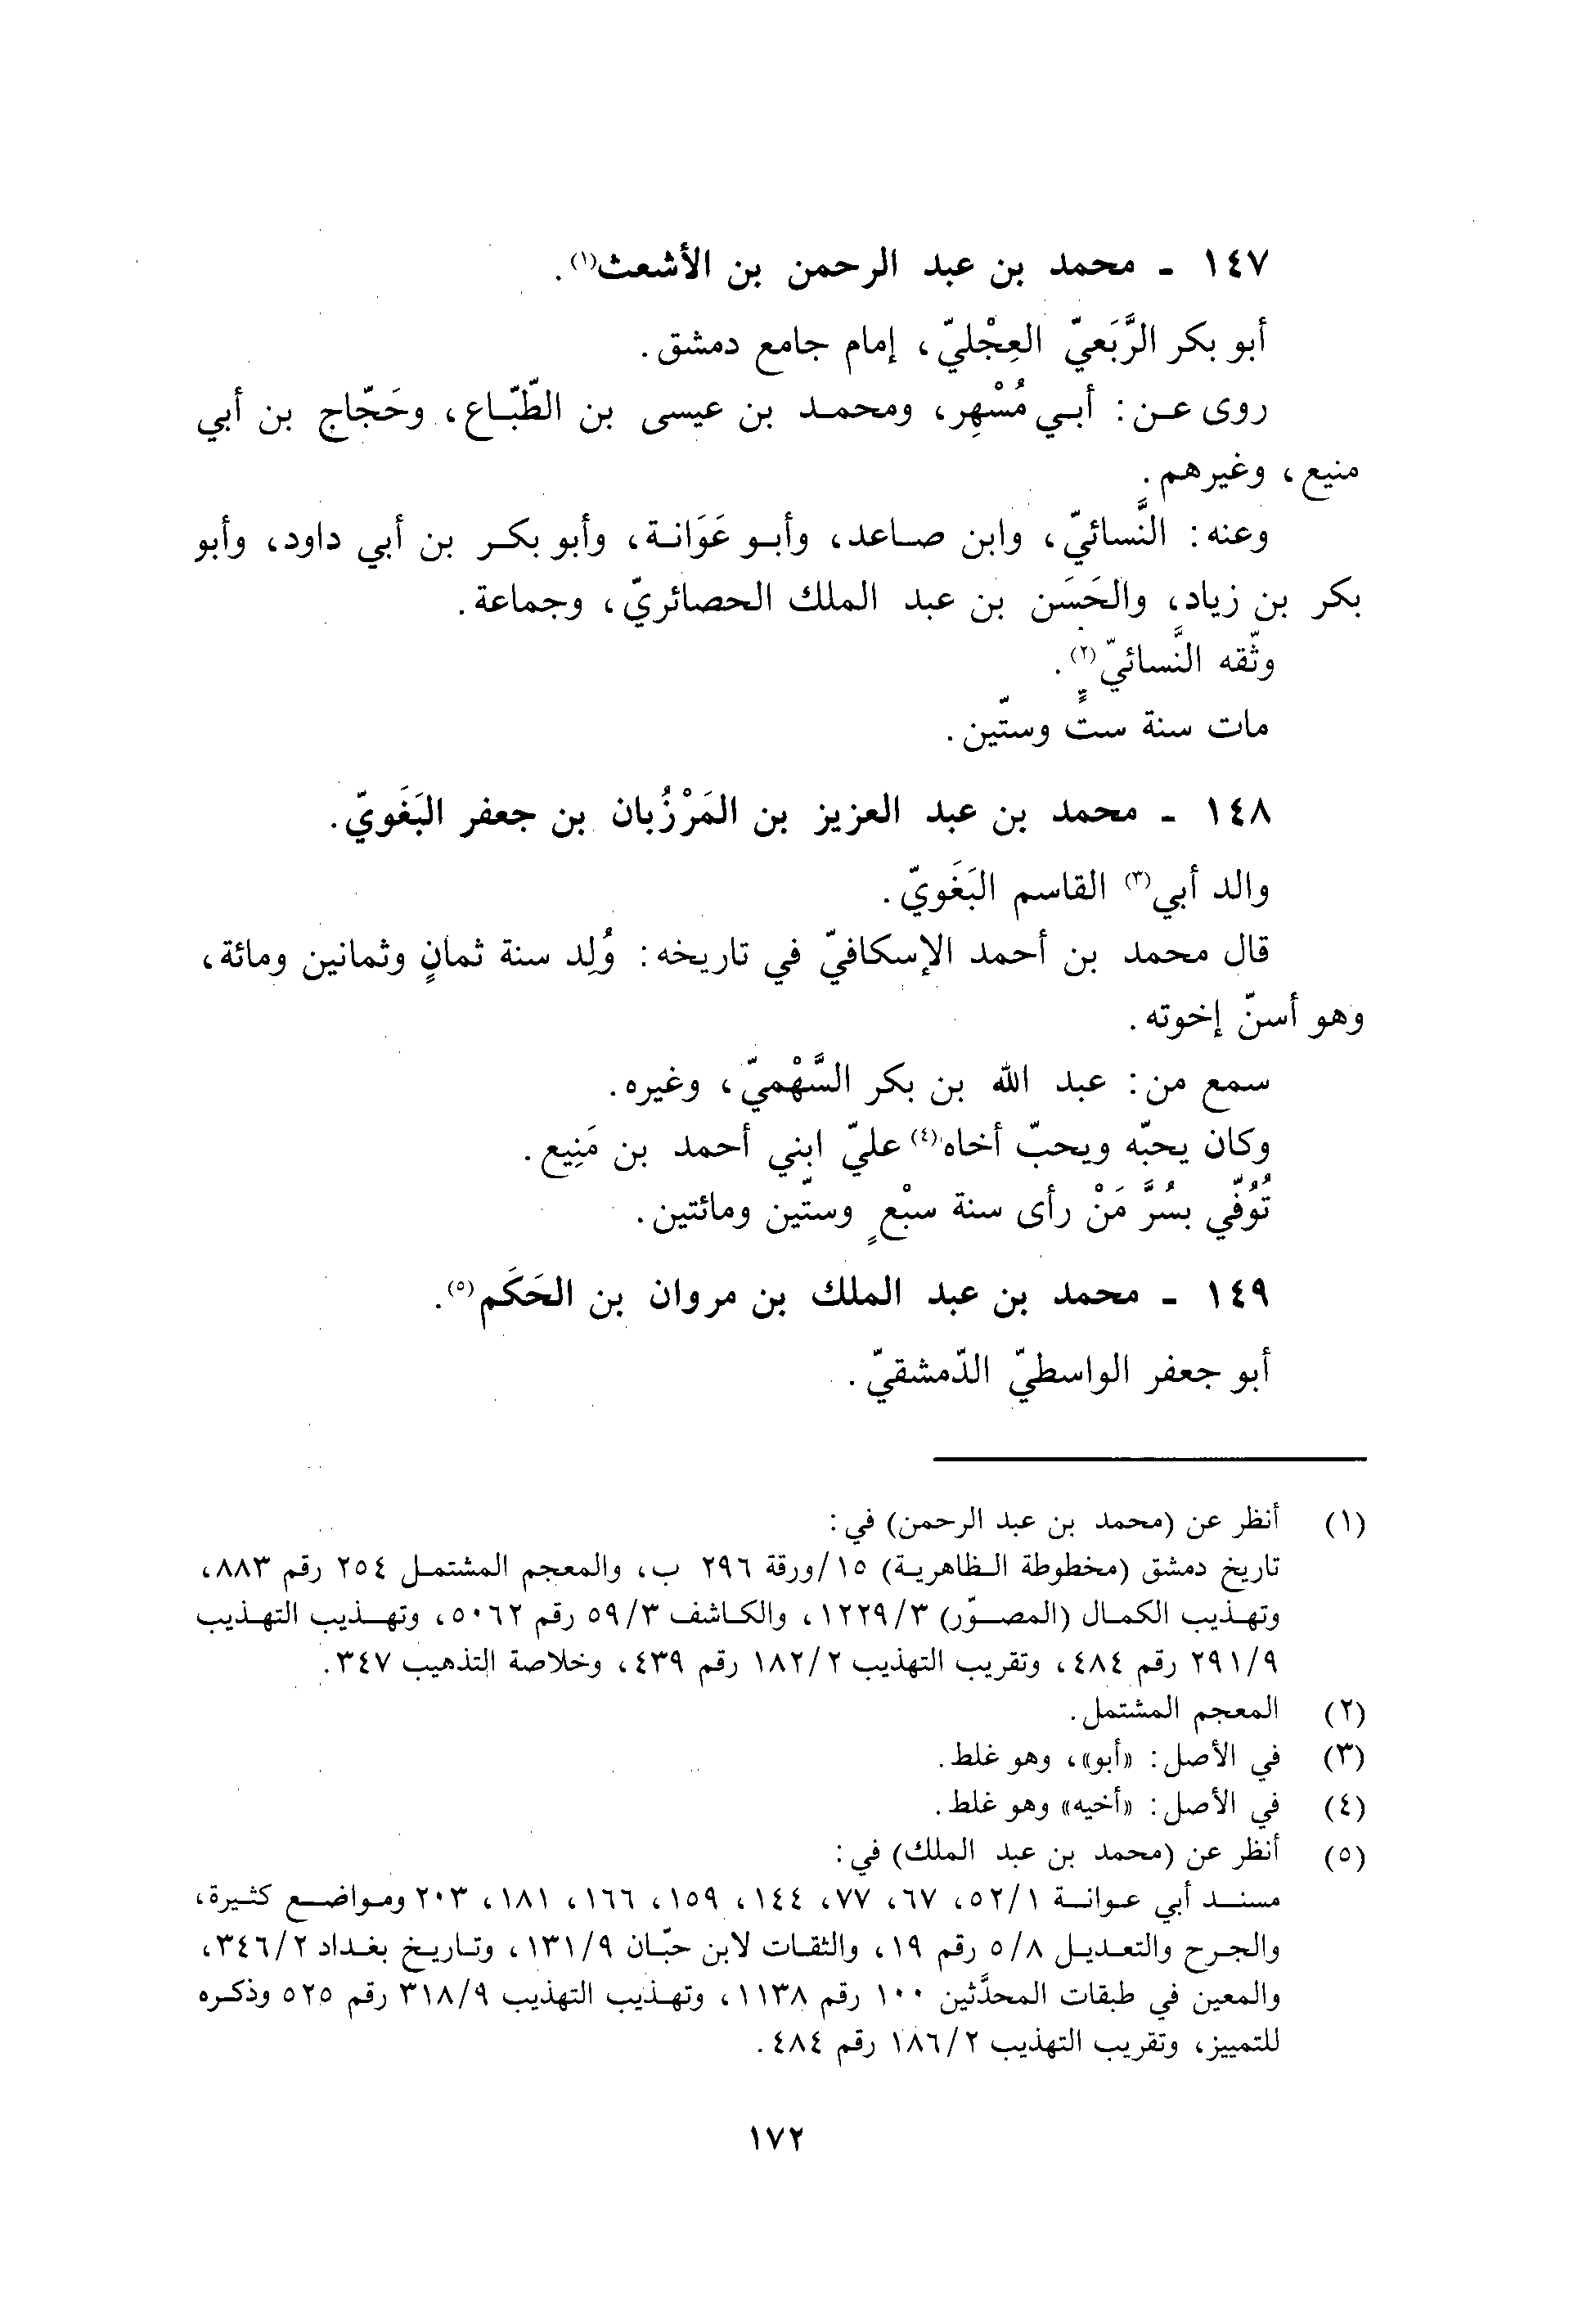 ١٤٧ - محمد بن عبد الرحمن بن الأشعث(١).
أبو بكر الرَّبَعيّ العِجْليّ، إمام جامع دمشق.
روى عن: أبي مُسْهِر، ومحمد بن عيسى بن الطّبّاع، وحَجّاج بن أبي
منيع، وغيرهم.
وعنه: النَّسائيّ، وابن صاعد، وأبو عَوَانة، وأبو بكر بن أبي داود، وأبو
بكر بن زياد، والحَسَن بن عبد الملك الحصائريّ، وجماعة.
وثّقه النَّسائيّ(٢).
مات سنة ستٍّ وستّين.
١٤٨ - محمد بن عبد العزيز بن المَرْزُبان بن جعفر البَغَويّ.
والد أبي(٣) القاسم البَغَويّ.
قال محمد بن أحمد الإسكافيّ في تاريخه: وُلِد سنة ثمانٍ وثمانين ومائة،
وهو أسنّ إخوته.
سمع من: عبد الله بن بكر السَّهْميّ، وغيره.
وكان يحبّه ويحبّ أخاه(٤) عليّ ابني أحمد بن مَنِيع.
تُوُفّي بسُرَّ مَنْ رأى سنة سبْعٍ وستّين ومائتين.
١٤٩ - محمد بن عبد الملك بن مروان بن الحَكَم(٥).
أبو جعفر الواسطيّ الدّمشقيّ.
(١) أنظر عن (محمد بن عبد الرحمن) في:
تاريخ دمشق (مخطوطة الظاهرية) ١٥/ورقة ٢٩٦ ب، والمعجم المشتمل ٢٥٤ رقم ٨٨٣،
وتهذيب الكمال (المصوّر) ١٢٢٩/٣، والكاشف ٥٩/٣ رقم ٥٠٦٢، وتهذيب التهذيب
٢٩١/٩ رقم ٤٨٤، وتقريب التهذيب ١٨٢/٢ رقم ٤٣٩، وخلاصة التذهيب ٣٤٧.
(٢) المعجم المشتمل.
(٣) في الأصل: «أبو»، وهو غلط.
(٤) في الأصل: «أخيه» وهو غلط.
(٥) أنظر عن (محمد بن عبد الملك) في:
مسند أبي عوانة ٥٢/١، ٦٧، ٧٧، ١٤٤، ١٥٩، ١٦٦، ١٨١، ٢٠٣ ومواضع كثيرة،
والجرح والتعديل ٥/٨ رقم ١٩، والثقات لابن حبّان ١٣١/٩، وتاريخ بغداد ٣٤٦/٢،
والمعين في طبقات المحدَّثين ١٠٠ رقم ١١٣٨، وتهذيب التهذيب ٣١٨/٩ رقم ٥٢٥ وذكره
للتمييز، وتقريب التهذيب ١٨٦/٢ رقم ٤٨٤.
١٧٢